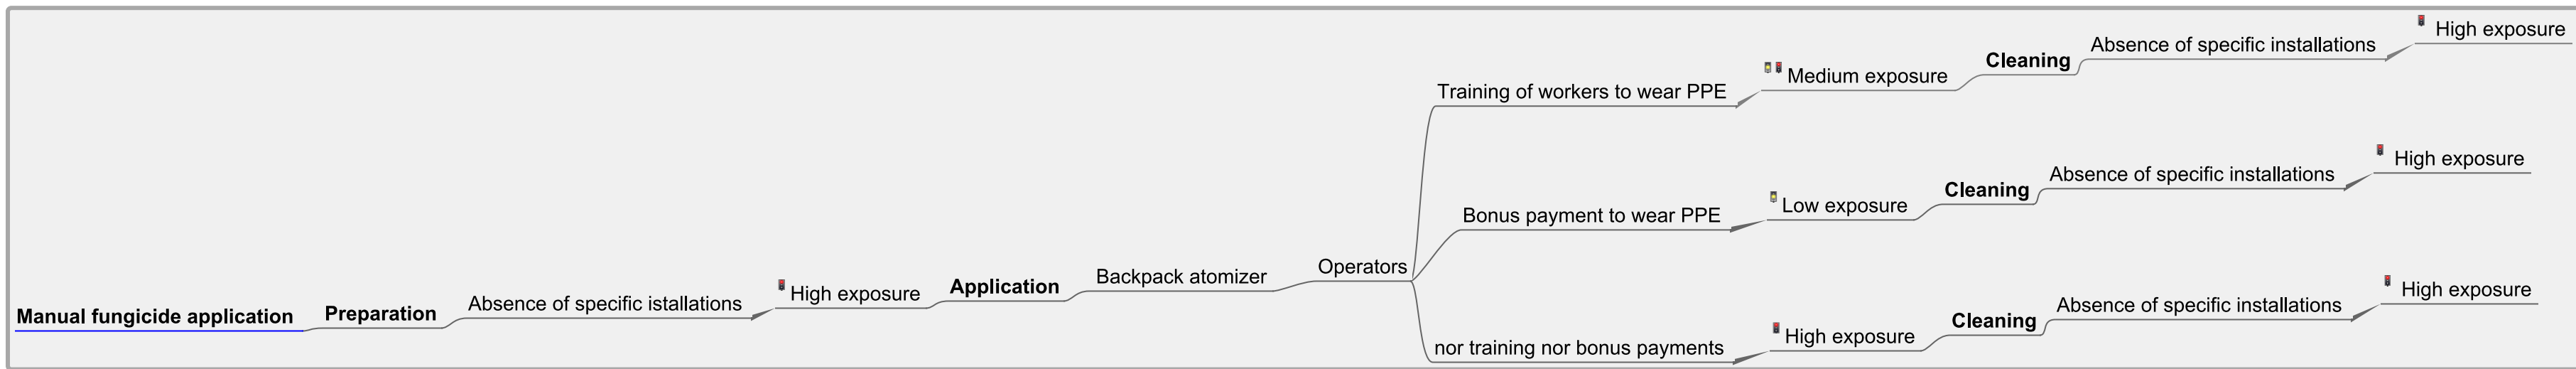 Manual fungicide application
Preparation
Absence of specific istallations
High exposure
Application
Backpack atomizer
Operators
Training of workers to wear PPE
Medium exposure
Cleaning
Absence of specific installations
High exposure
Bonus payment to wear PPE
Low exposure
Cleaning
Absence of specific installations
High exposure
nor training nor bonus payments
High exposure
Cleaning
Absence of specific installations
High exposure